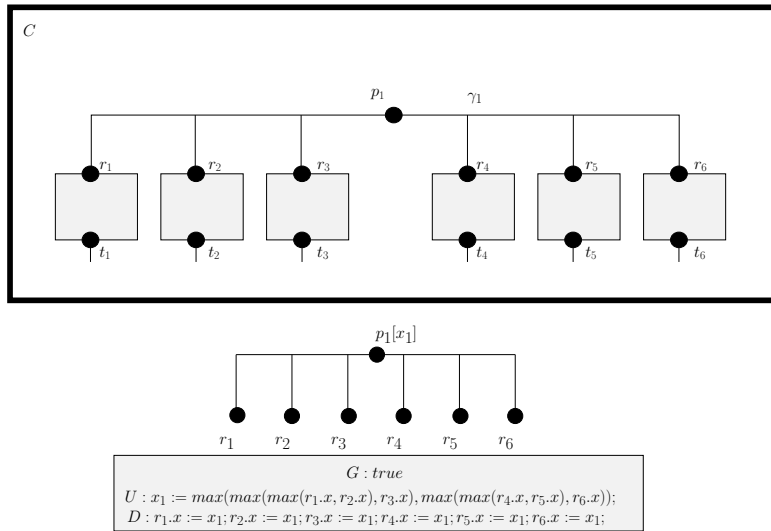 C
p₁ γ₁
r₁ r₂ r₃ r₄ r₅ r₆
t₁ t₂ t₃ t₄ t₅ t₆
p₁[x₁]
r₁ r₂ r₃ r₄ r₅ r₆
G : true
U : x₁ := max(max(max(r₁.x, r₂.x), r₃.x), max(max(r₄.x, r₅.x), r₆.x));
D : r₁.x := x₁; r₂.x := x₁; r₃.x := x₁; r₄.x := x₁; r₅.x := x₁; r₆.x := x₁;